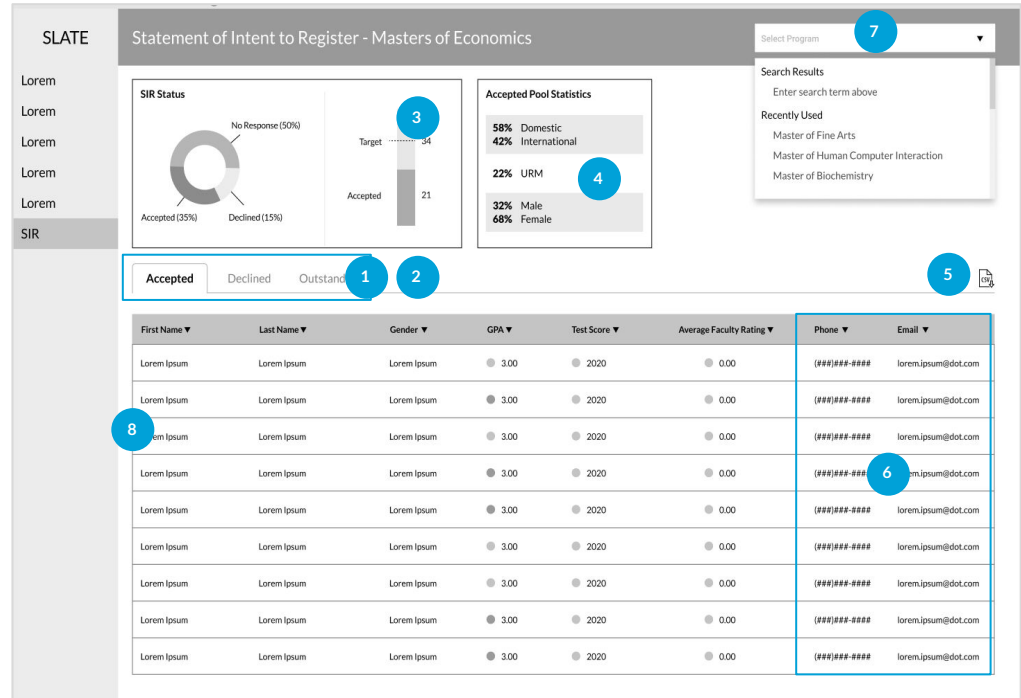 SLATE
Statement of Intent to Register - Masters of Economics
Select Program ▼
7
Lorem
Lorem
Lorem
Lorem
Lorem
SIR
SIR Status
No Response (50%)
Accepted (35%)
Declined (15%)
3
Target
34
Accepted
21
Accepted Pool Statistics
58% Domestic
42% International
22% URM
4
32% Male
68% Female
Search Results
Enter search term above
Recently Used
Master of Fine Arts
Master of Human Computer Interaction
Master of Biochemistry
Accepted Declined Outstand
1
2
5
CSV
First Name ▼ Last Name ▼ Gender ▼ GPA ▼ Test Score ▼ Average Faculty Rating ▼ Phone ▼ Email ▼
Lorem Ipsum Lorem Ipsum Lorem Ipsum 3.00 2020 0.00 (###)###-#### lorem.ipsum@dot.com
Lorem Ipsum Lorem Ipsum Lorem Ipsum 3.00 2020 0.00 (###)###-#### lorem.ipsum@dot.com
8
em Ipsum Lorem Ipsum Lorem Ipsum 3.00 2020 0.00 (###)###-#### lorem.ipsum@dot.com
Lorem Ipsum Lorem Ipsum Lorem Ipsum 3.00 2020 0.00 (###)###-### 6 em.ipsum@dot.com
Lorem Ipsum Lorem Ipsum Lorem Ipsum 3.00 2020 0.00 (###)###-#### lorem.ipsum@dot.com
Lorem Ipsum Lorem Ipsum Lorem Ipsum 3.00 2020 0.00 (###)###-#### lorem.ipsum@dot.com
Lorem Ipsum Lorem Ipsum Lorem Ipsum 3.00 2020 0.00 (###)###-#### lorem.ipsum@dot.com
Lorem Ipsum Lorem Ipsum Lorem Ipsum 3.00 2020 0.00 (###)###-#### lorem.ipsum@dot.com
Lorem Ipsum Lorem Ipsum Lorem Ipsum 3.00 2020 0.00 (###)###-#### lorem.ipsum@dot.com